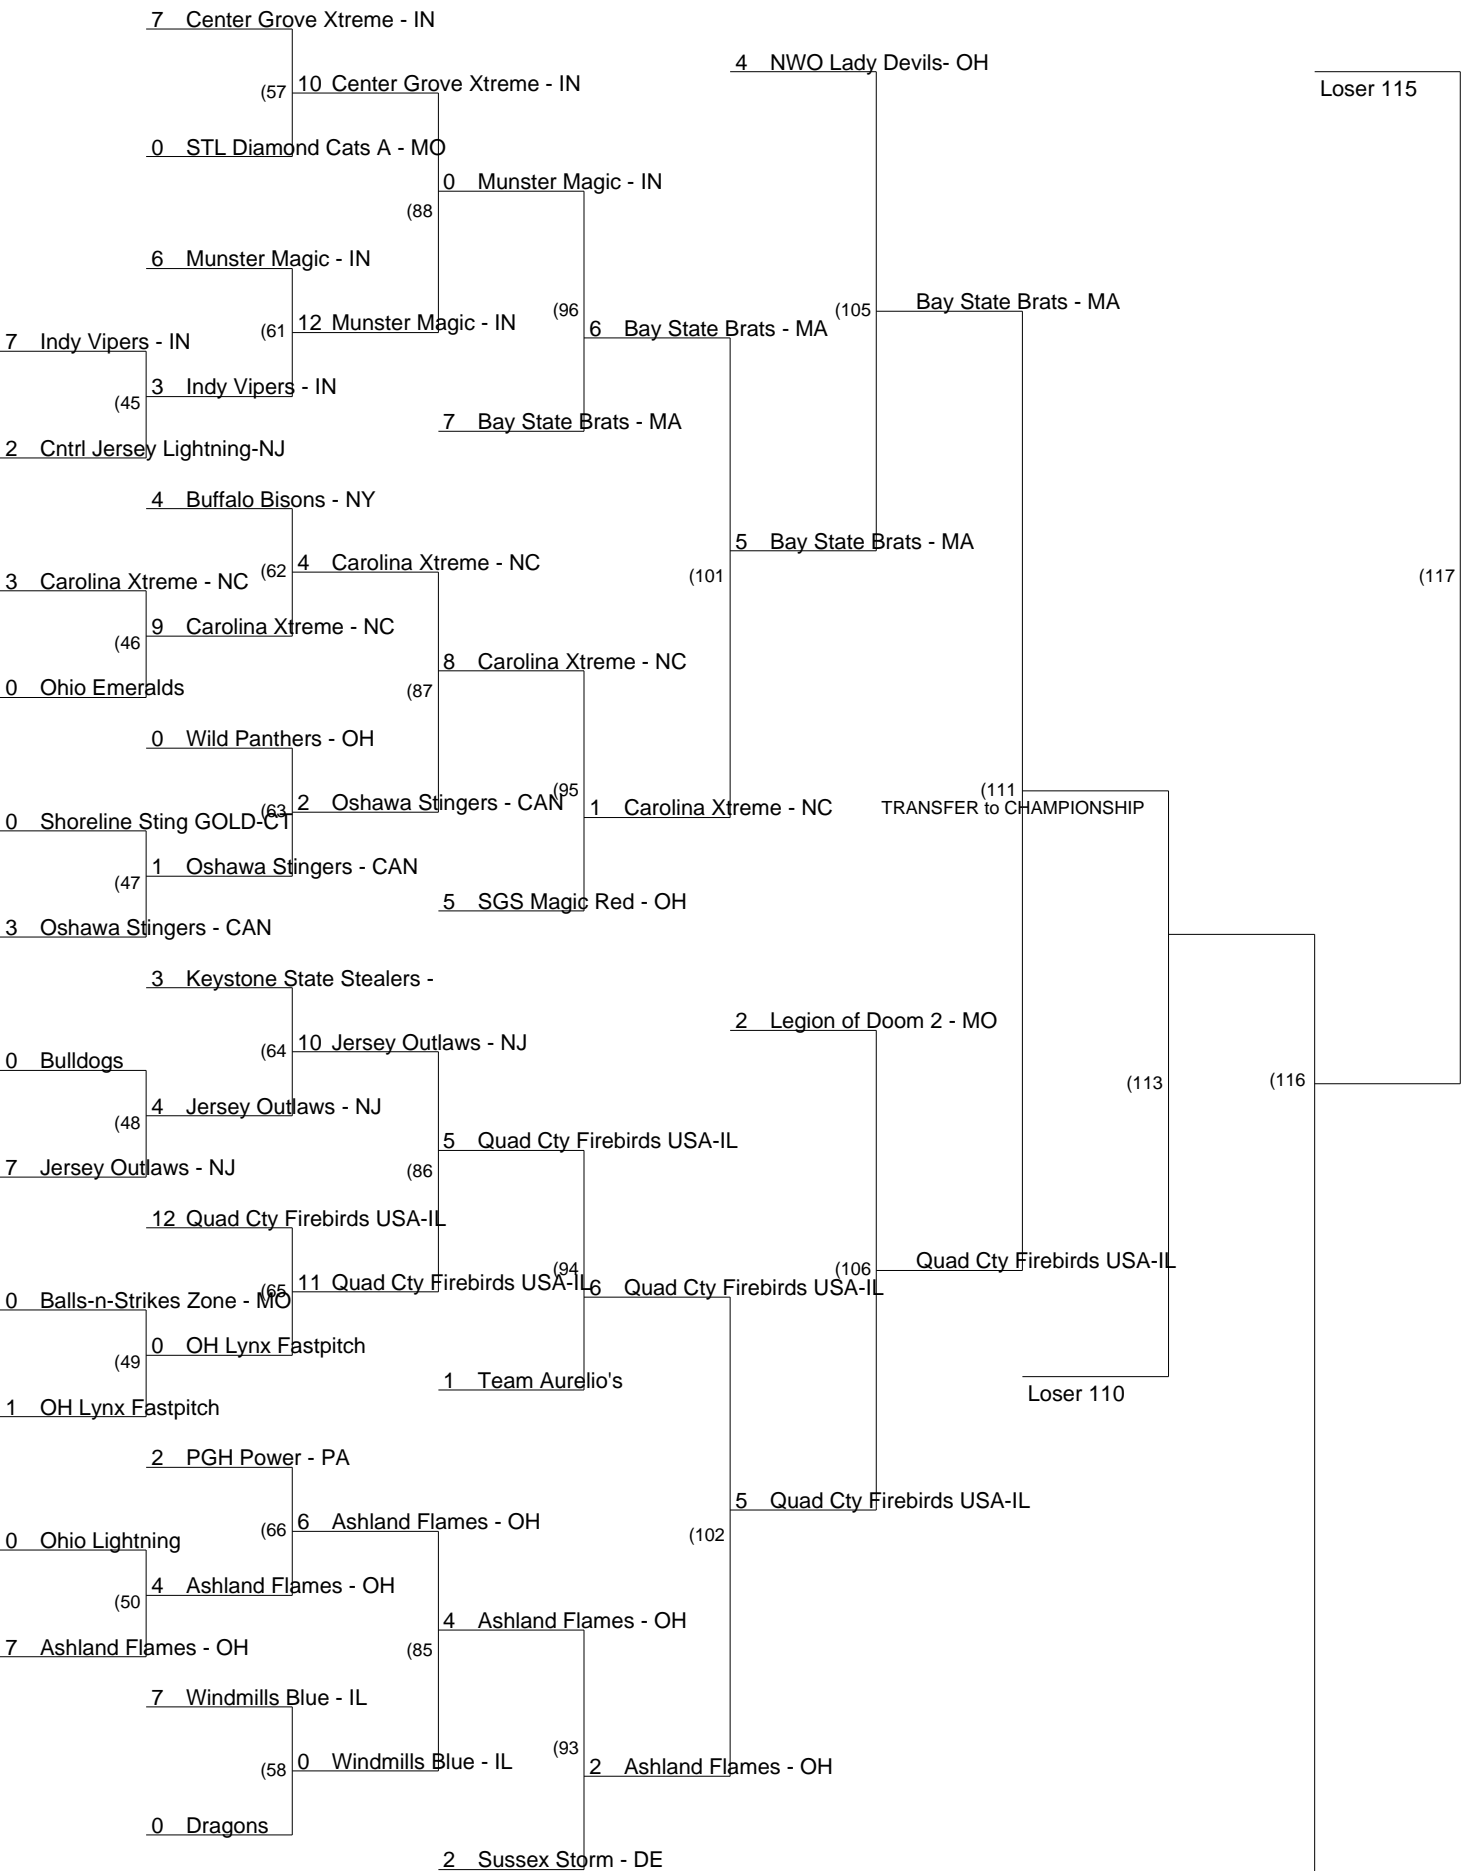 7 Center Grove Xtreme - IN
4 NWO Lady Devils- OH
(57 10 Center Grove Xtreme - IN
Loser 115
0 STL Diamond Cats A - MO
0 Munster Magic - IN
(88
6 Munster Magic - IN
(105 Bay State Brats - MA
(96
(61 12 Munster Magic - IN
6 Bay State Brats - MA
7 Indy Vipers - IN
3 Indy Vipers - IN
(45
7 Bay State Brats - MA
2 Cntrl Jersey Lightning-NJ
4 Buffalo Bisons - NY
5 Bay State Brats - MA
(62 4 Carolina Xtreme - NC
(101
(117
3 Carolina Xtreme - NC
9 Carolina Xtreme - NC
(46
8 Carolina Xtreme - NC
0 Ohio Emeralds
(87
0 Wild Panthers - OH
(95
(111
(63 2 Oshawa Stingers - CAN
1 Carolina Xtreme - NC
TRANSFER to CHAMPIONSHIP
0 Shoreline Sting GOLD-CT
1 Oshawa Stingers - CAN
(47
5 SGS Magic Red - OH
3 Oshawa Stingers - CAN
3 Keystone State Stealers -
2 Legion of Doom 2 - MO
(64 10 Jersey Outlaws - NJ
0 Bulldogs
(113
(116
4 Jersey Outlaws - NJ
(48
5 Quad Cty Firebirds USA-IL
7 Jersey Outlaws - NJ
(86
12 Quad Cty Firebirds USA-IL
(106 Quad Cty Firebirds USA-IL
(94
(65 11 Quad Cty Firebirds USA-IL
6 Quad Cty Firebirds USA-IL
0 Balls-n-Strikes Zone - MO
0 OH Lynx Fastpitch
(49
1 Team Aurelio's
Loser 110
1 OH Lynx Fastpitch
2 PGH Power - PA
5 Quad Cty Firebirds USA-IL
(66 6 Ashland Flames - OH
(102
0 Ohio Lightning
4 Ashland Flames - OH
(50
4 Ashland Flames - OH
7 Ashland Flames - OH
(85
7 Windmills Blue - IL
(93
(58 0 Windmills Blue - IL
2 Ashland Flames - OH
0 Dragons
2 Sussex Storm - DE